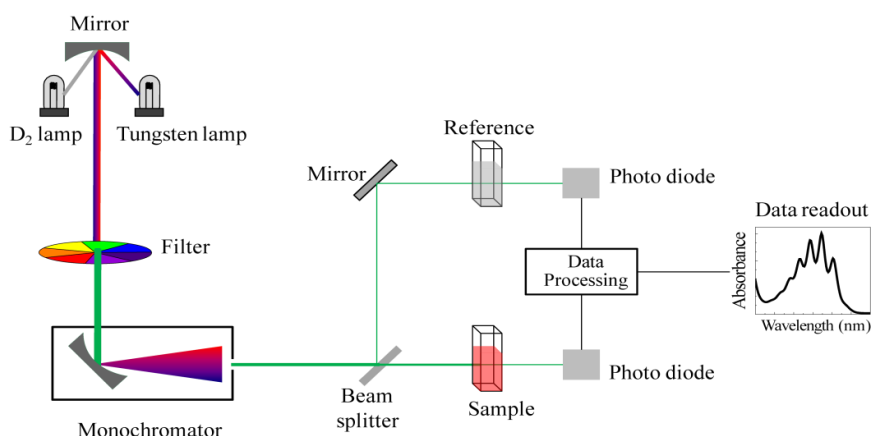 Mirror
D₂ lamp
Tungsten lamp
Filter
Monochromator
Mirror
Beam
splitter
Reference
Sample
Photo diode
Data
Processing
Photo diode
Data readout
Absorbance
Wavelength (nm)